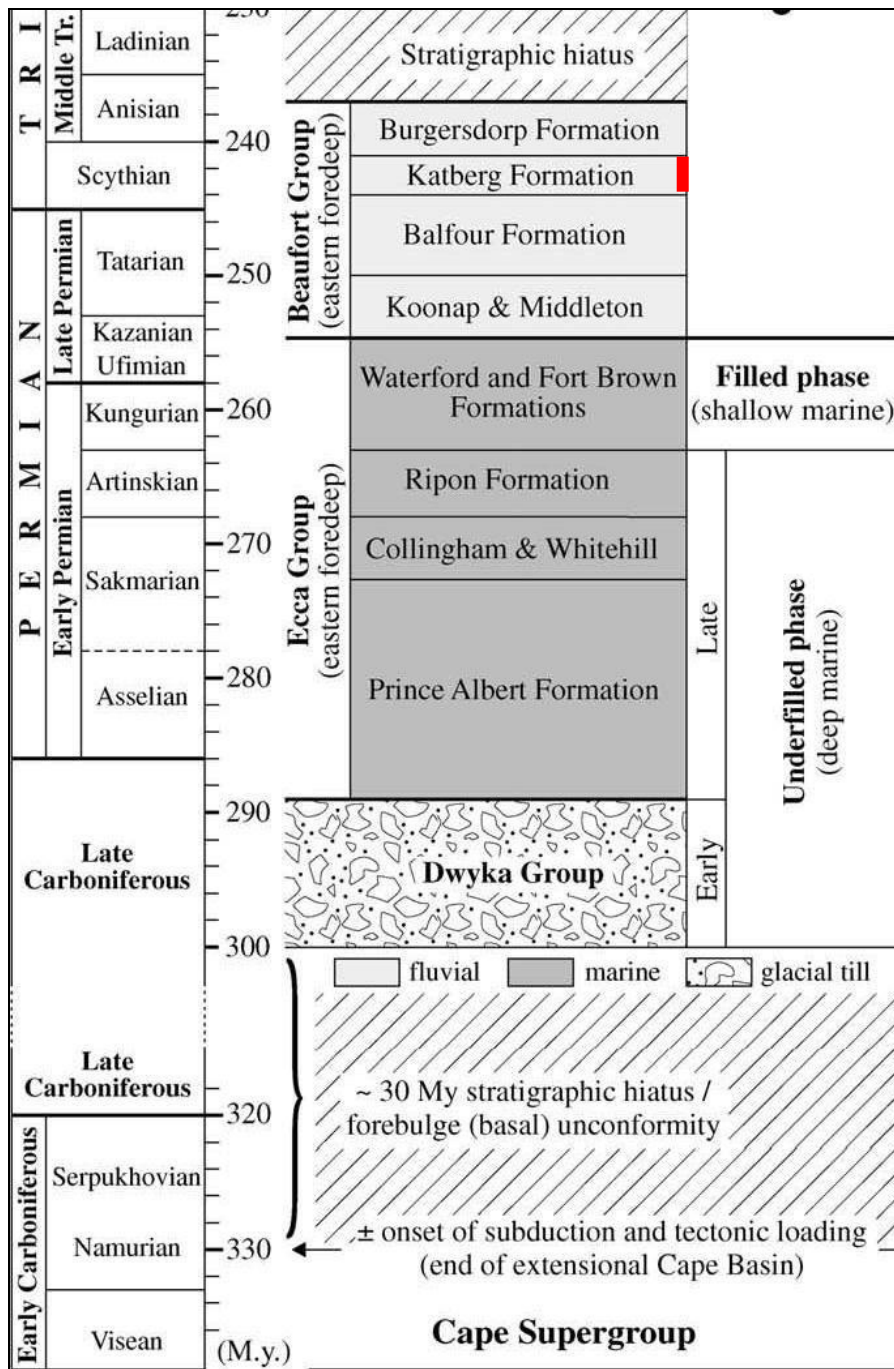 T R I
Middle Tr.
Ladinian
Anisian
Scythian
P E R M I A N
Late Permian
Tatarian
Kazanian
Ufimian
Early Permian
Kungurian
Artinskian
Sakmarian
Asselian
Late
Carboniferous
Late
Carboniferous
Early Carboniferous
Serpukhovian
Namurian
Visean
240
250
260
270
280
290
300
320
330
(M.y.)
Stratigraphic hiatus
Beaufort Group
(eastern foredeep)
Burgersdorp Formation
Katberg Formation
Balfour Formation
Koonap & Middleton
Ecca Group
(eastern foredeep)
Waterford and Fort Brown
Formations
Ripon Formation
Collingham & Whitehill
Prince Albert Formation
Dwyka Group
Filled phase
(shallow marine)
Late
Early
Underfilled phase
(deep marine)
fluvial
marine
glacial till
~ 30 My stratigraphic hiatus /
forebulge (basal) unconformity
± onset of subduction and tectonic loading
(end of extensional Cape Basin)
Cape Supergroup